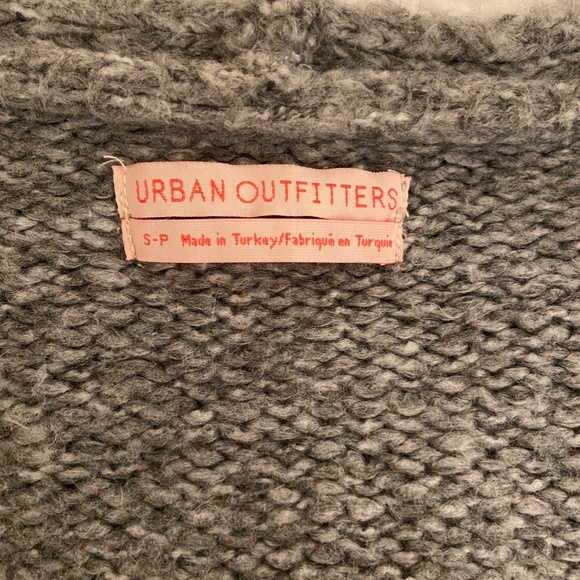 URBAN OUTFITTERS
S-P Made in Turkey/Fabriqué en Turquie